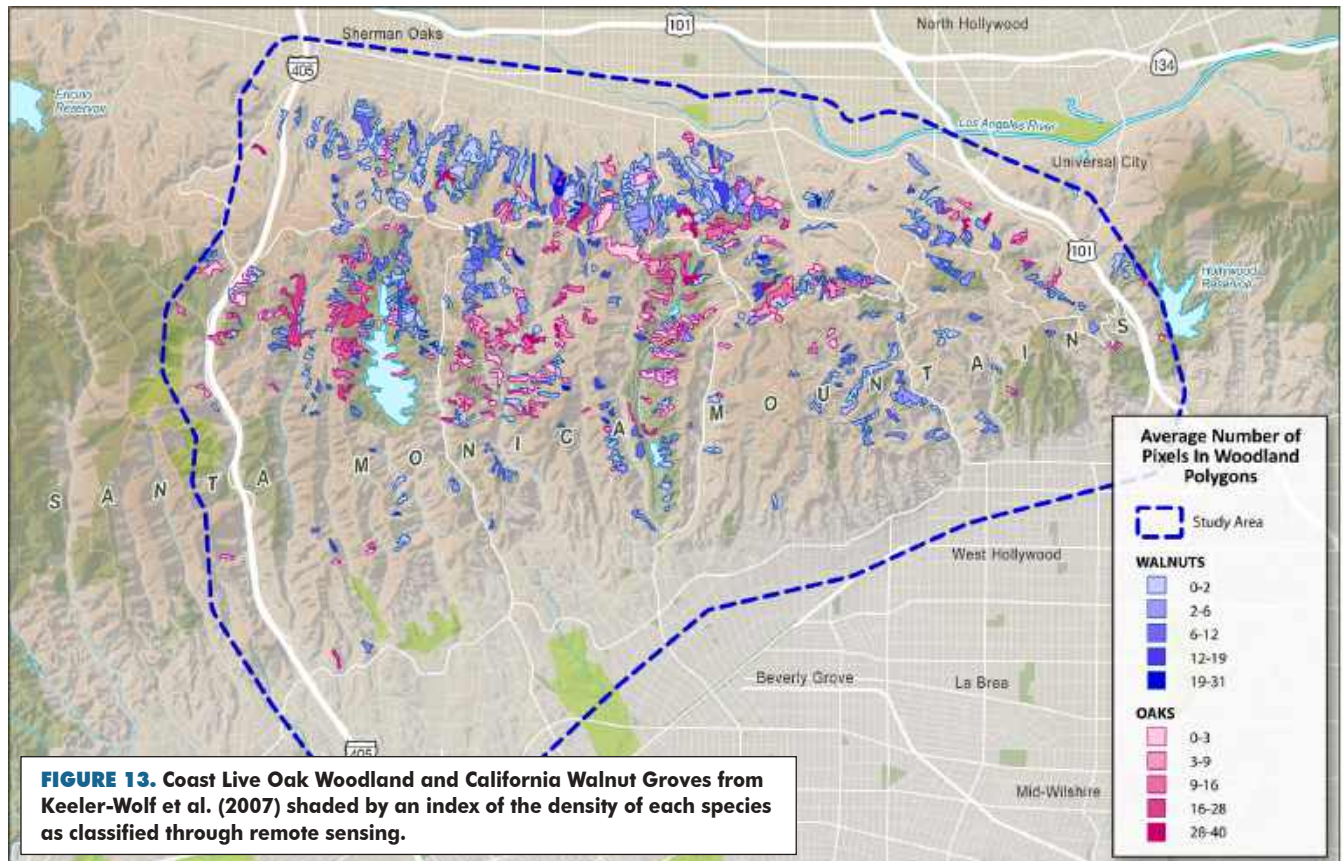 Sherman Oaks
101
North Hollywood
405
134
Encino
Reservoir
Los Angeles River
Universal City
101
Hollywood
Reservoir
SANTA MONICA MOUNTAINS
West Hollywood
Beverly Grove
La Brea
Mid-Wilshire
405
Average Number of
Pixels In Woodland
Polygons
Study Area
WALNUTS
0-2
2-6
6-12
12-19
19-31
OAKS
0-3
3-9
9-16
16-28
28-40
FIGURE 13. Coast Live Oak Woodland and California Walnut Groves from
Keeler-Wolf et al. (2007) shaded by an index of the density of each species
as classified through remote sensing.